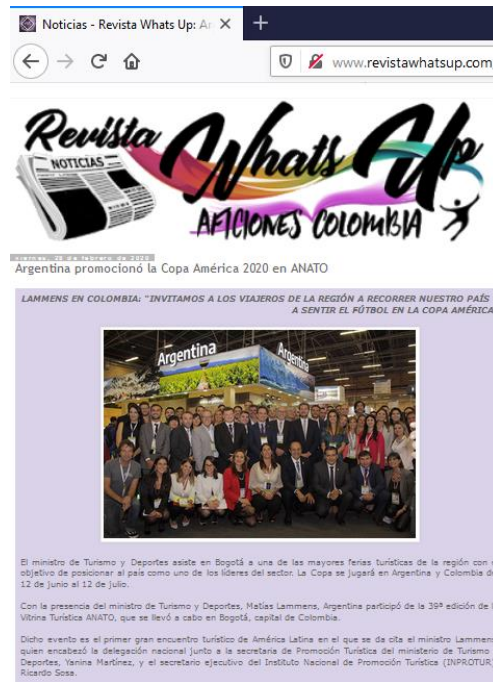 Noticias - Revista Whats Up: Ar
www.revistawhatsup.com
Revista
Whats Up
NOTICIAS
AFICIONES COLOMBIA
viernes, 28 de febrero de 2020
Argentina promocionó la Copa América 2020 en ANATO
LAMMENS EN COLOMBIA: "INVITAMOS A LOS VIAJEROS DE LA REGIÓN A RECORRER NUESTRO PAÍS
A SENTIR EL FÚTBOL EN LA COPA AMÉRICA
Argentina
Argentina
El ministro de Turismo y Deportes asiste en Bogotá a una de las mayores ferias turísticas de la región con
objetivo de posicionar al país como uno de los líderes del sector. La Copa se jugará en Argentina y Colombia
12 de junio al 12 de julio.
Con la presencia del ministro de Turismo y Deportes, Matías Lammens, Argentina participó de la 39ª edición de
Vitrina Turística ANATO, que se llevó a cabo en Bogotá, capital de Colombia.
Dicho evento es el primer gran encuentro turístico de América Latina en el que se da cita el ministro Lammens
quien encabezó la delegación nacional junto a la secretaria de Promoción Turística del ministerio de Turismo
Deportes, Yanina Martínez, y el secretario ejecutivo del Instituto Nacional de Promoción Turística (INPROTUR)
Ricardo Sosa.